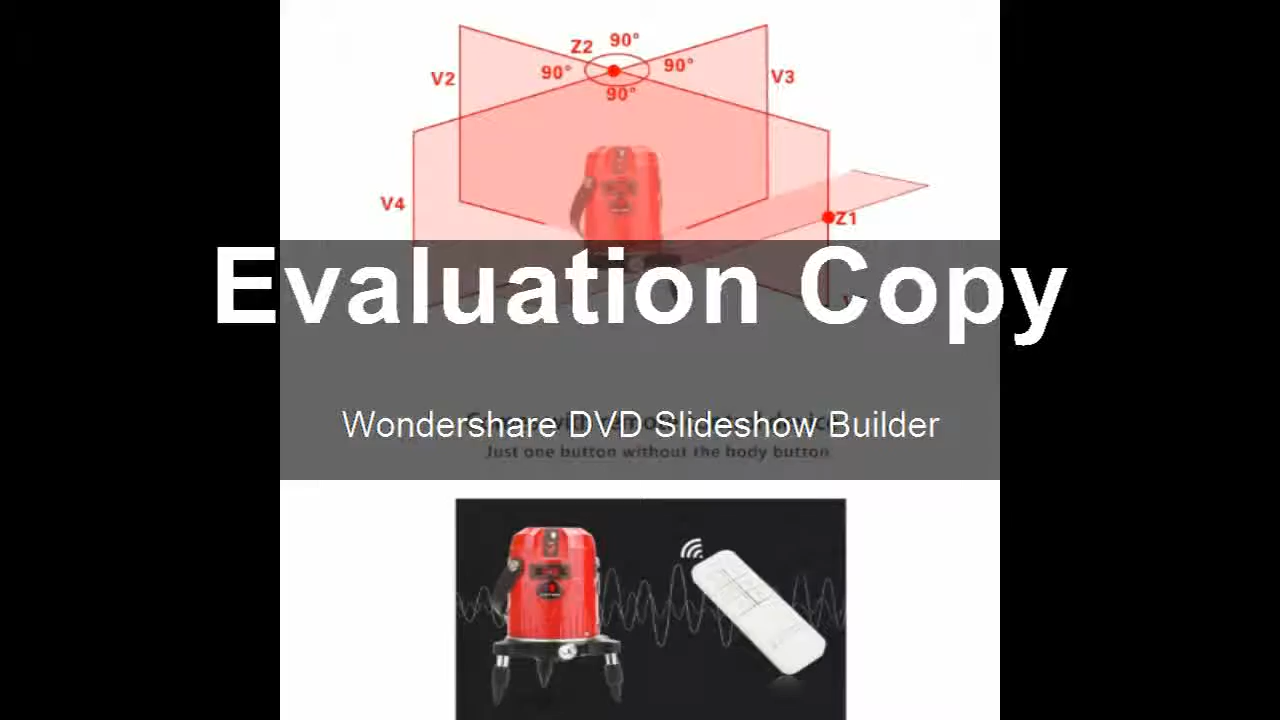 90°
Z2
90°
90°
V2
V3
90°
V4
Z1
Evaluation Copy
Wondershare DVD Slideshow Builder
Just one button without the body button